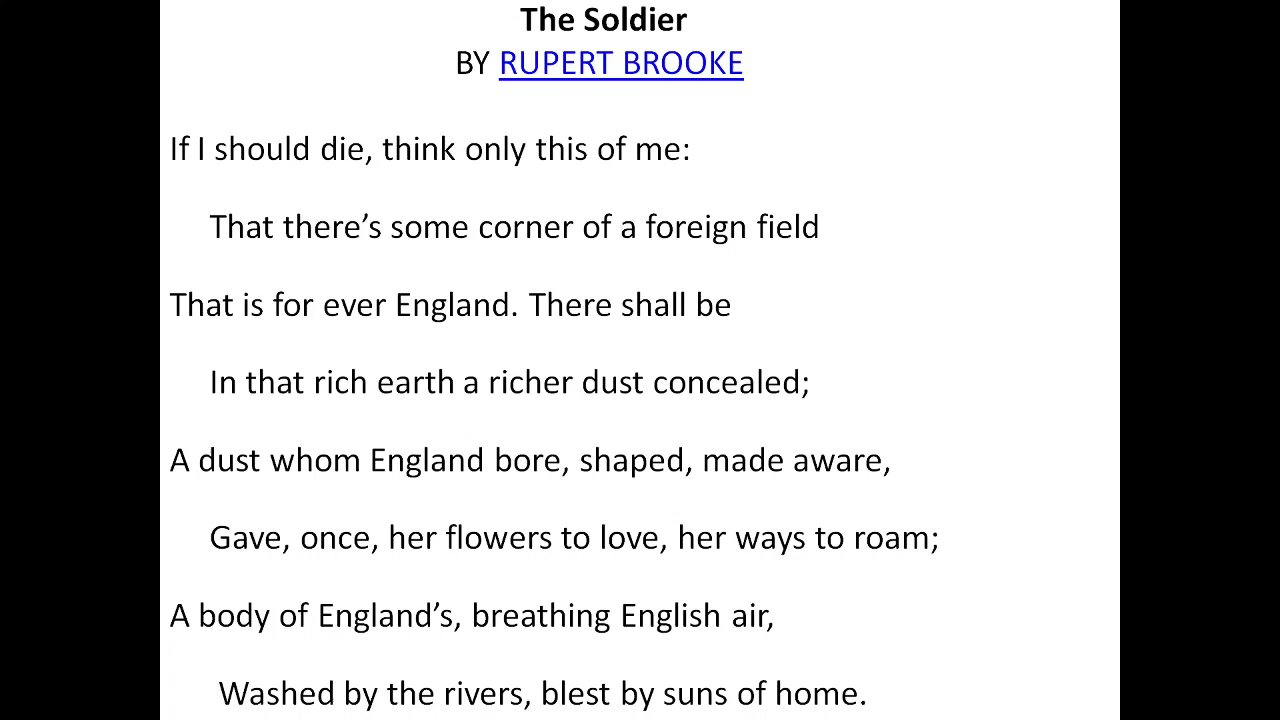 The Soldier
BY RUPERT BROOKE
If I should die, think only this of me:
That there’s some corner of a foreign field
That is for ever England. There shall be
In that rich earth a richer dust concealed;
A dust whom England bore, shaped, made aware,
Gave, once, her flowers to love, her ways to roam;
A body of England’s, breathing English air,
Washed by the rivers, blest by suns of home.